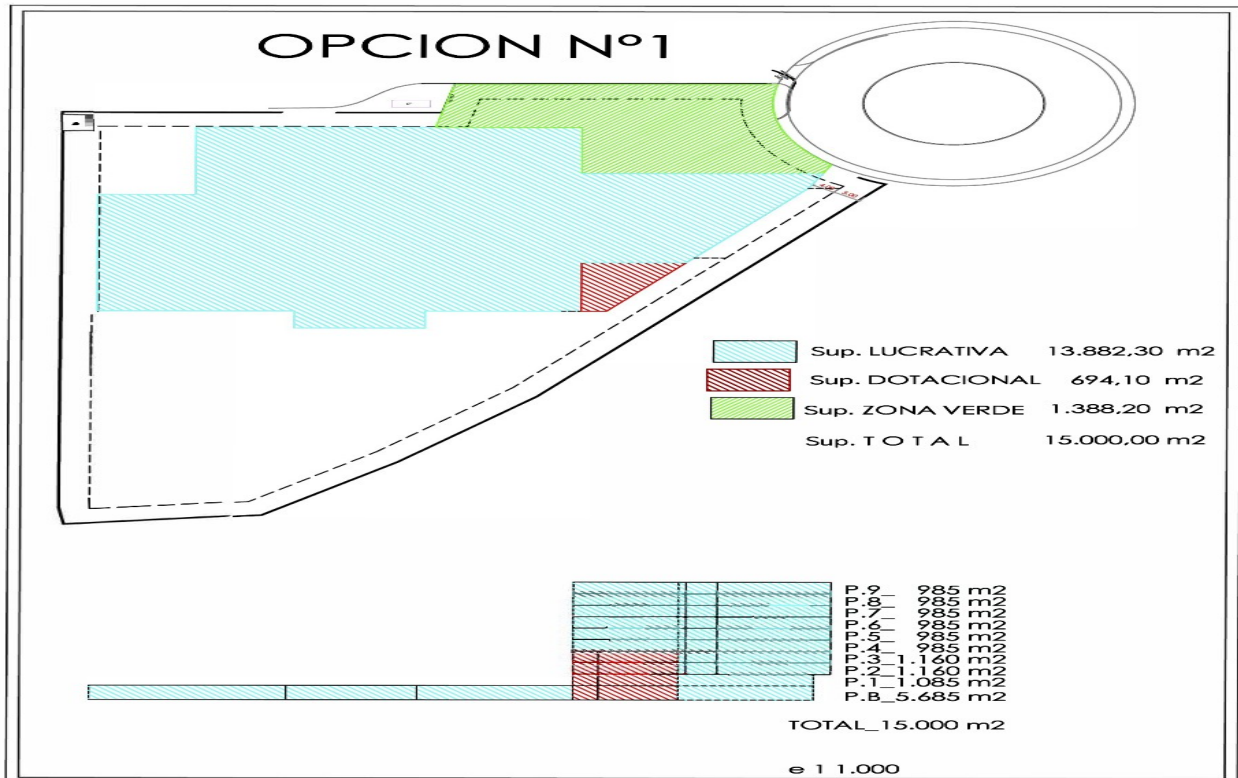 OPCION Nº1
5.00
Sup. LUCRATIVA 13.882,30 m2
Sup. DOTACIONAL 694,10 m2
Sup. ZONA VERDE 1.388,20 m2
Sup. T O T A L 15.000,00 m2
P.9_ 985 m2
P.8_ 985 m2
P.7_ 985 m2
P.6_ 985 m2
P.5_ 985 m2
P.4_ 985 m2
P.3_1.160 m2
P.2_1.160 m2
P.1_1.085 m2
P.B_5.685 m2
TOTAL_15.000 m2
e 1 1.000